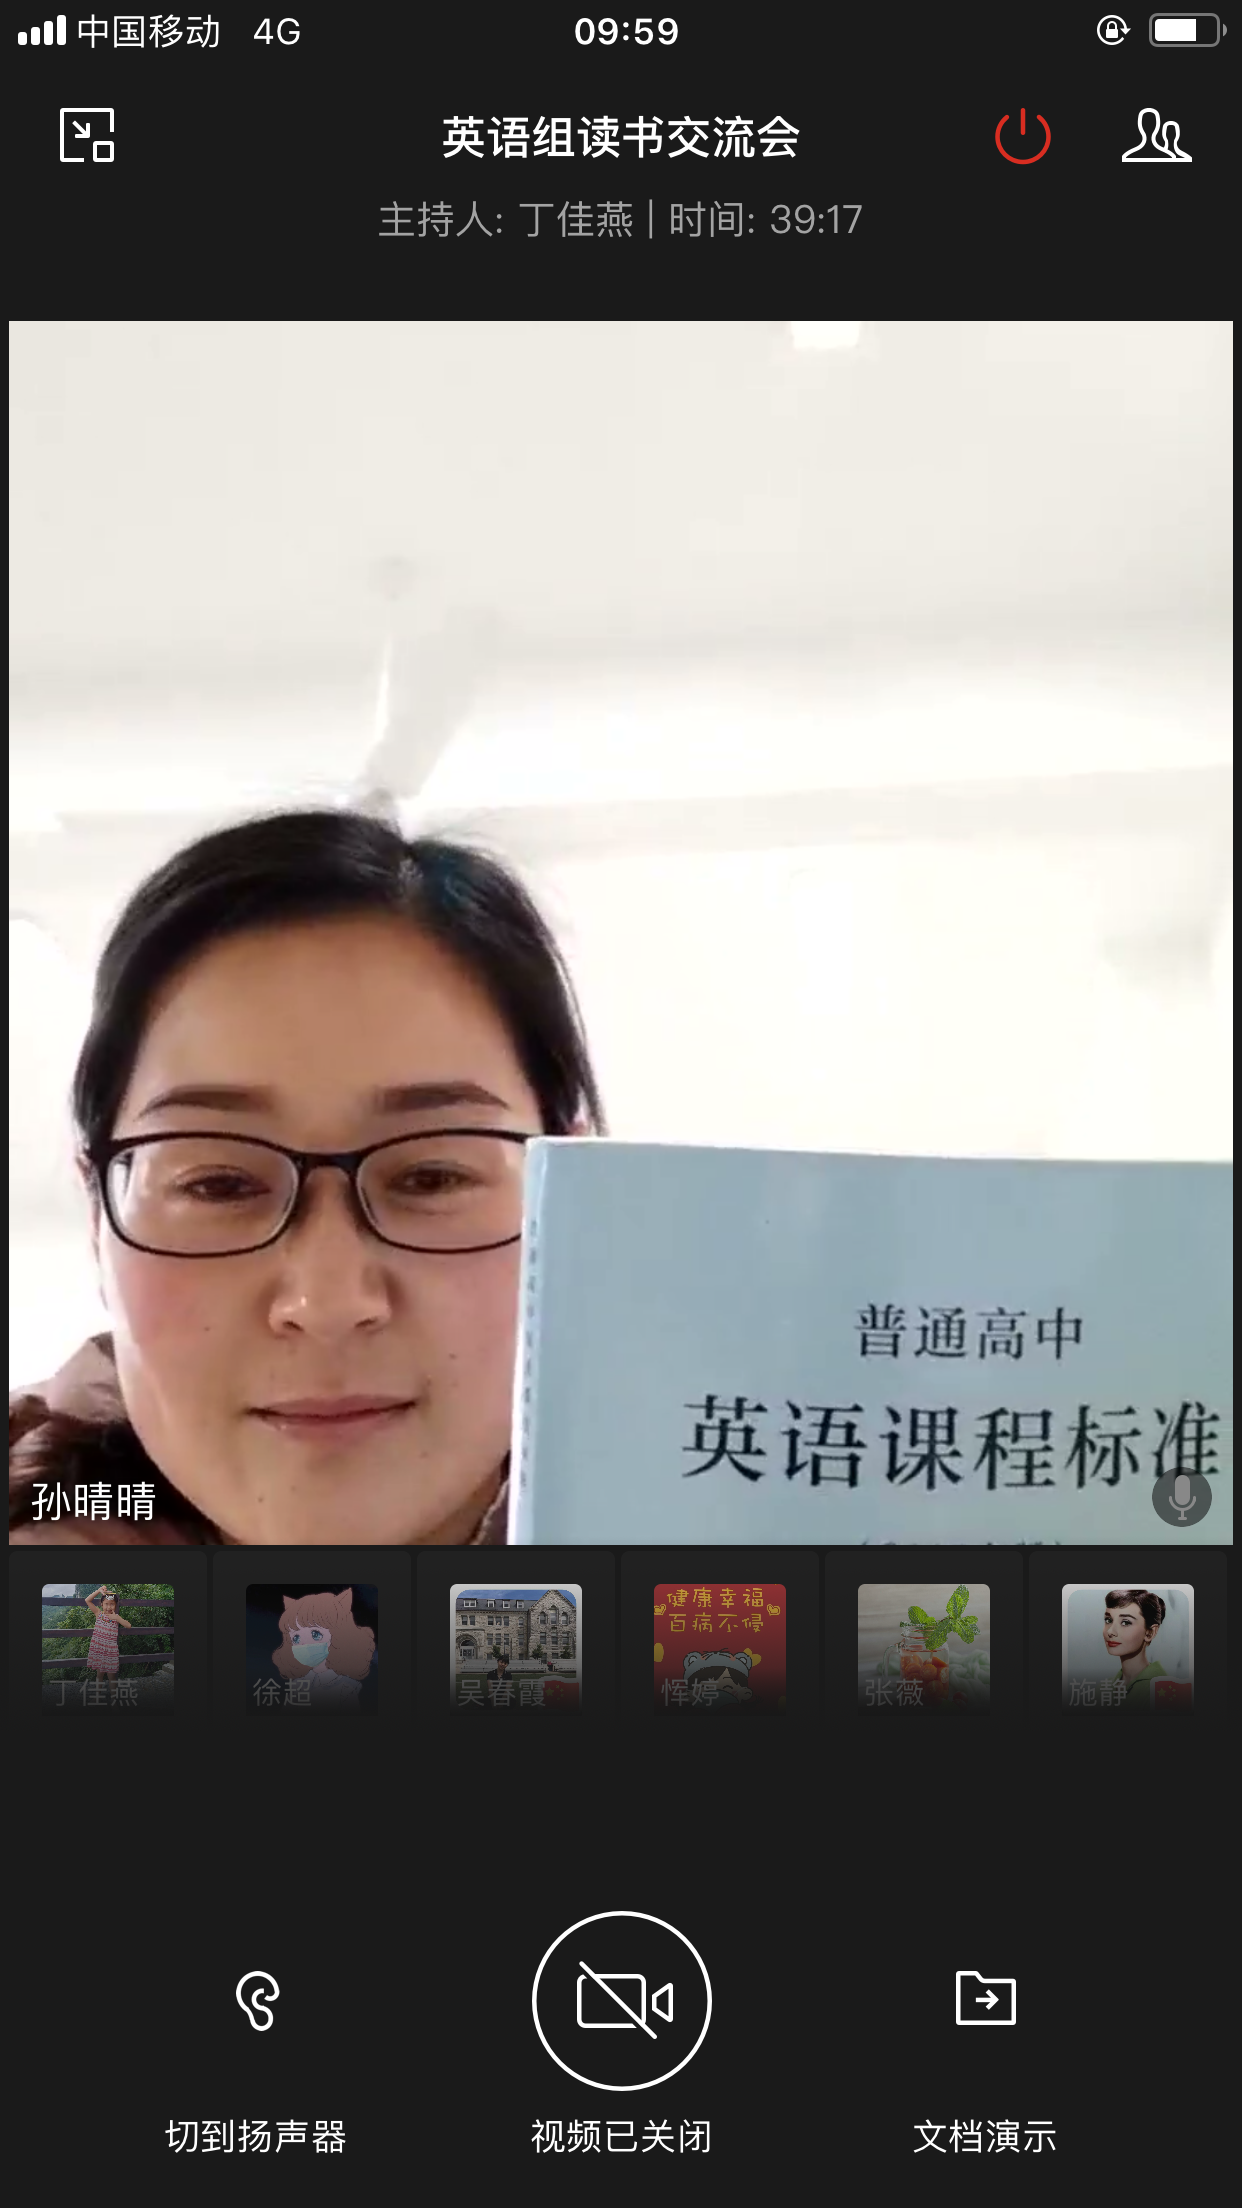 中国移动 4G 09:59
英语组读书交流会
主持人: 丁佳燕 | 时间: 39:17
普通高中
英语课程标准
孙晴晴
健康幸福
百病不侵
丁佳燕 徐超 吴春霞 恽婷 张薇 施静
切到扬声器 视频已关闭 文档演示